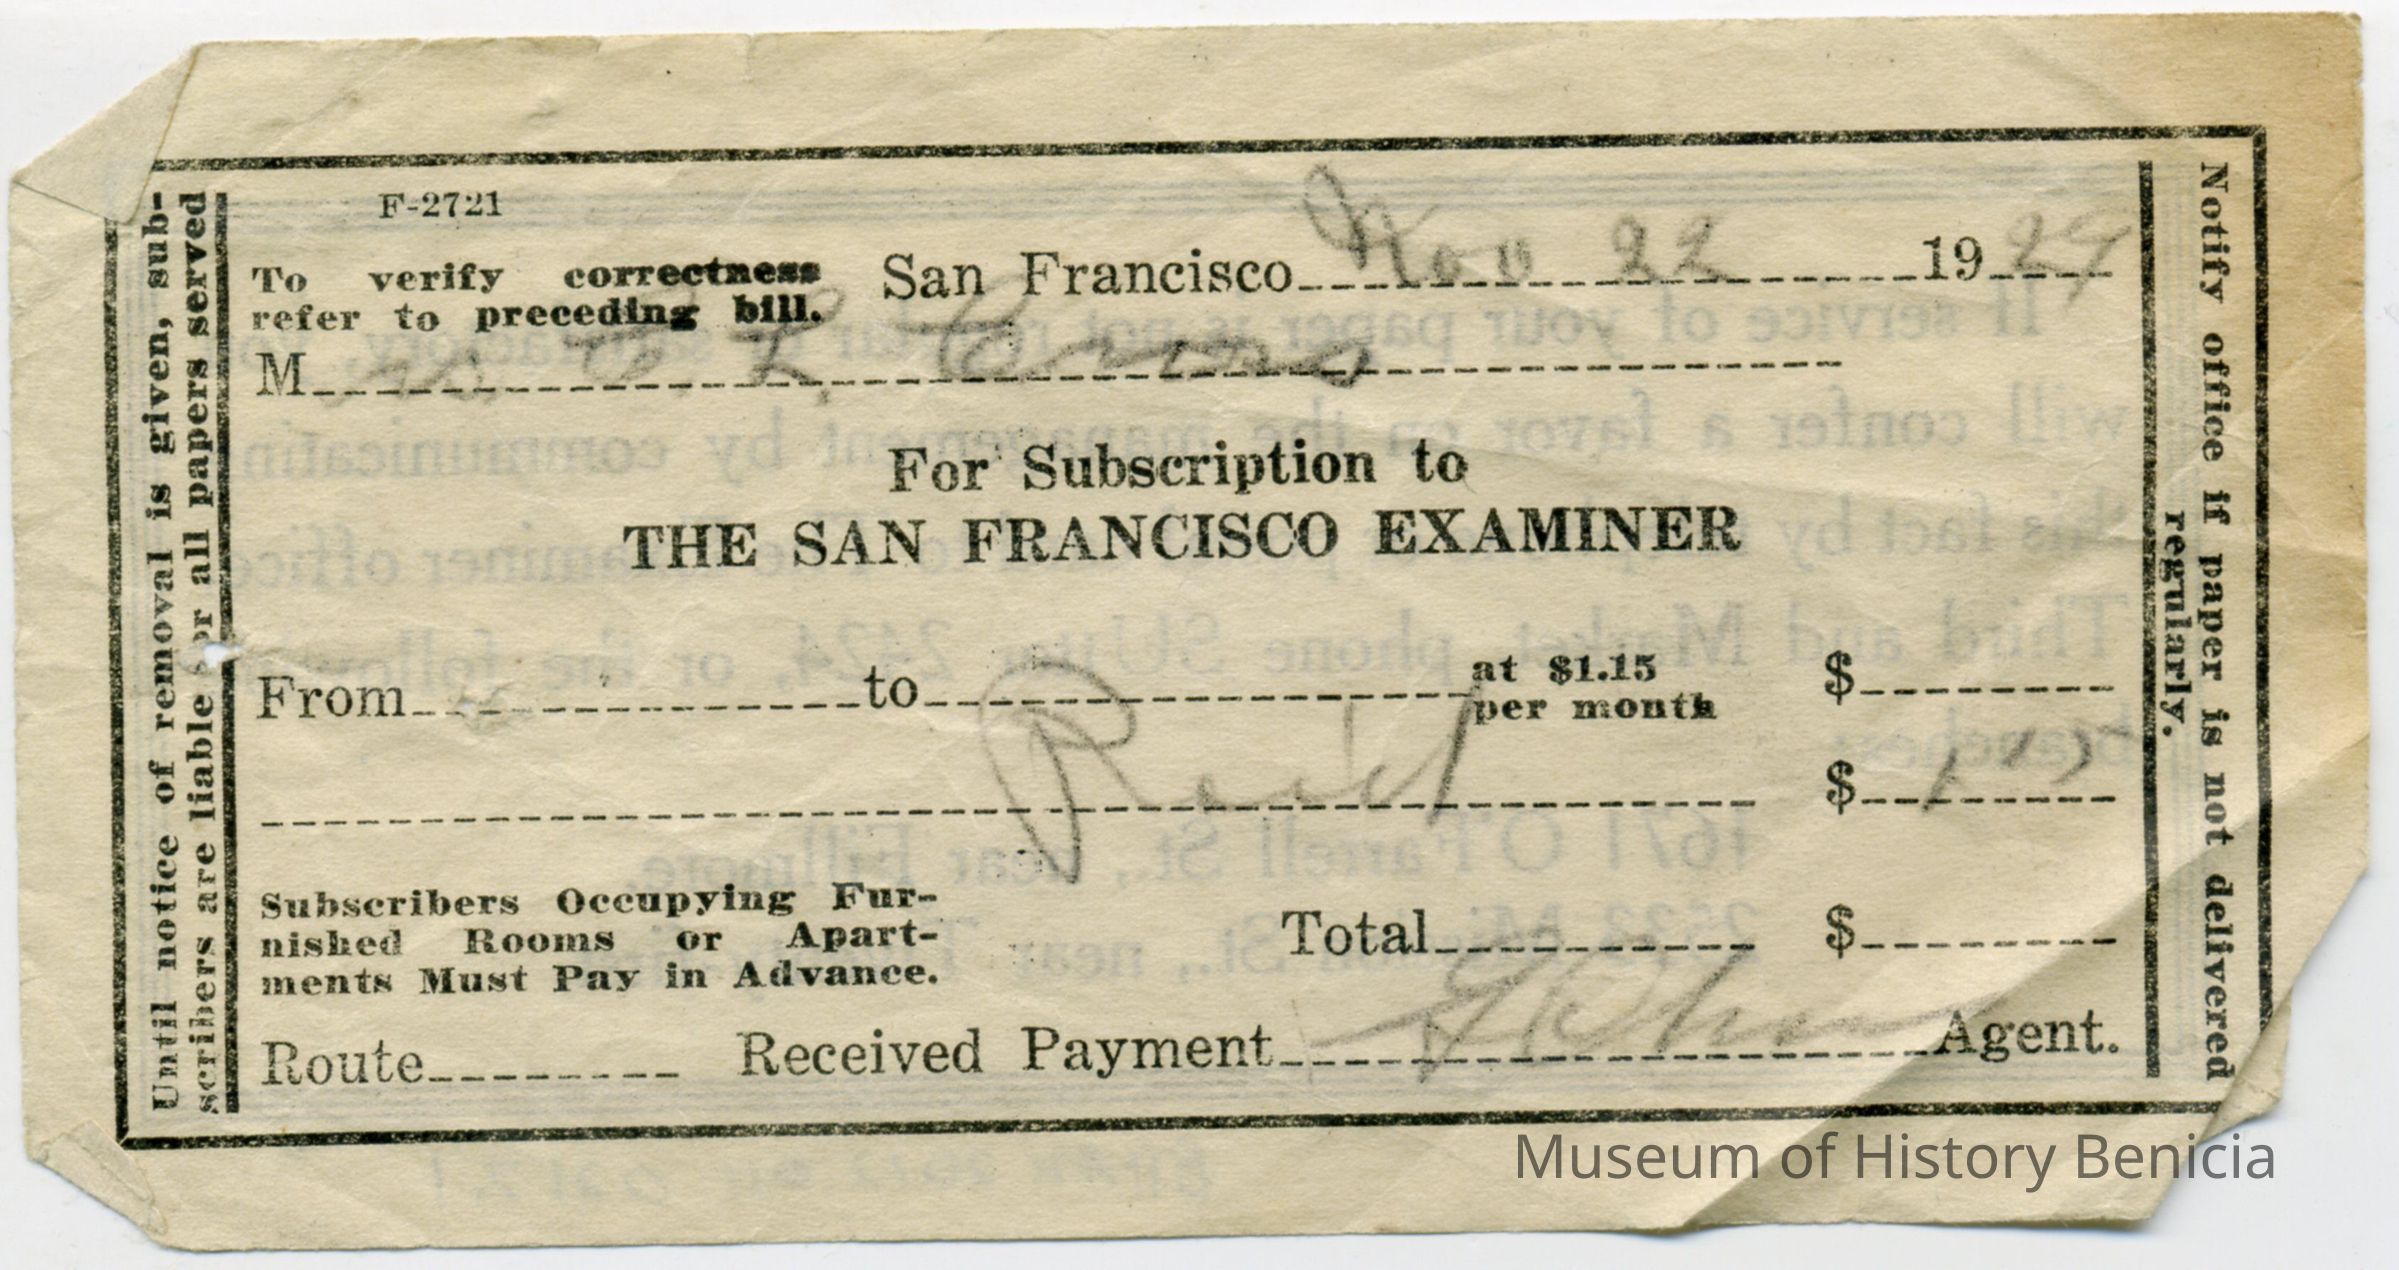 Until notice of removal is given, sub-
scribers are liable for all papers served
F-2721
To verify correctness
refer to preceding bill.
San Francisco Nov 22 19
M
For Subscription to
THE SAN FRANCISCO EXAMINER
From to at $1.15
per month $
$
Subscribers Occupying Fur-
nished Rooms or Apart-
ments Must Pay in Advance.
Total $
Route Received Payment Agent.
Notify office if paper is not delivered
regularly.
Museum of History Benicia